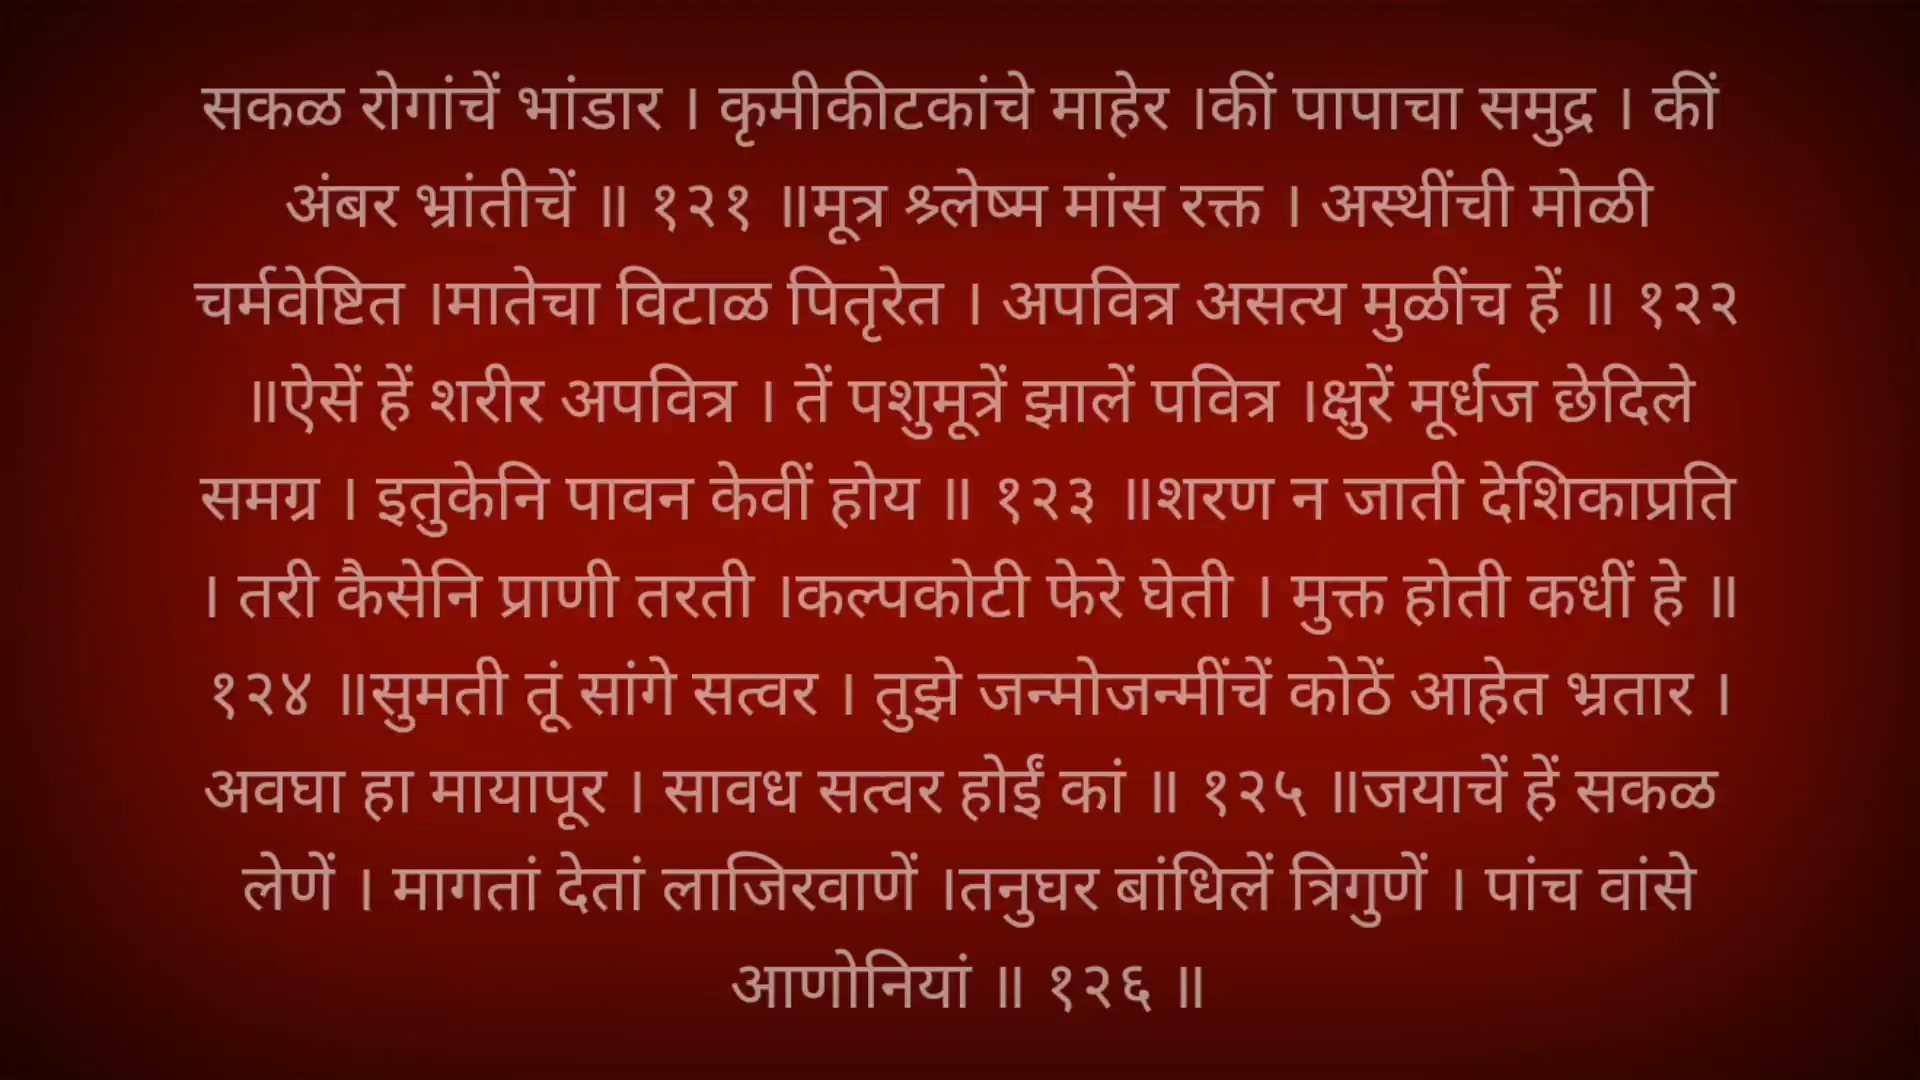 सकळ रोगांचें भांडार । कृमीकीटकांचे माहेर ।कीं पापाचा समुद्र । कीं
अंबर भ्रांतीचें ॥ १२१ ॥मूत्र श्र्लेष्म मांस रक्त । अस्थींची मोळी
चर्मवेष्टित ।मातेचा विटाळ पितृरेत । अपवित्र असत्य मुळींच हें ॥ १२२
॥ऐसें हें शरीर अपवित्र । तें पशुमूत्रें झालें पवित्र ।क्षुरें मूर्धज छेदिले
समग्र । इतुकेनि पावन केवीं होय ॥ १२३ ॥शरण न जाती देशिकाप्रति
। तरी कैसेनि प्राणी तरती ।कल्पकोटी फेरे घेती । मुक्त होती कधीं हे ॥
१२४ ॥सुमती तूं सांगे सत्वर । तुझे जन्मोजन्मींचें कोठें आहेत भ्रतार ।
अवघा हा मायापूर । सावध सत्वर होईं कां ॥ १२५ ॥जयाचें हें सकळ
लेणें । मागतां देतां लाजिरवाणें ।तनुघर बांधिलें त्रिगुणें । पांच वांसे
आणोनियां ॥ १२६ ॥